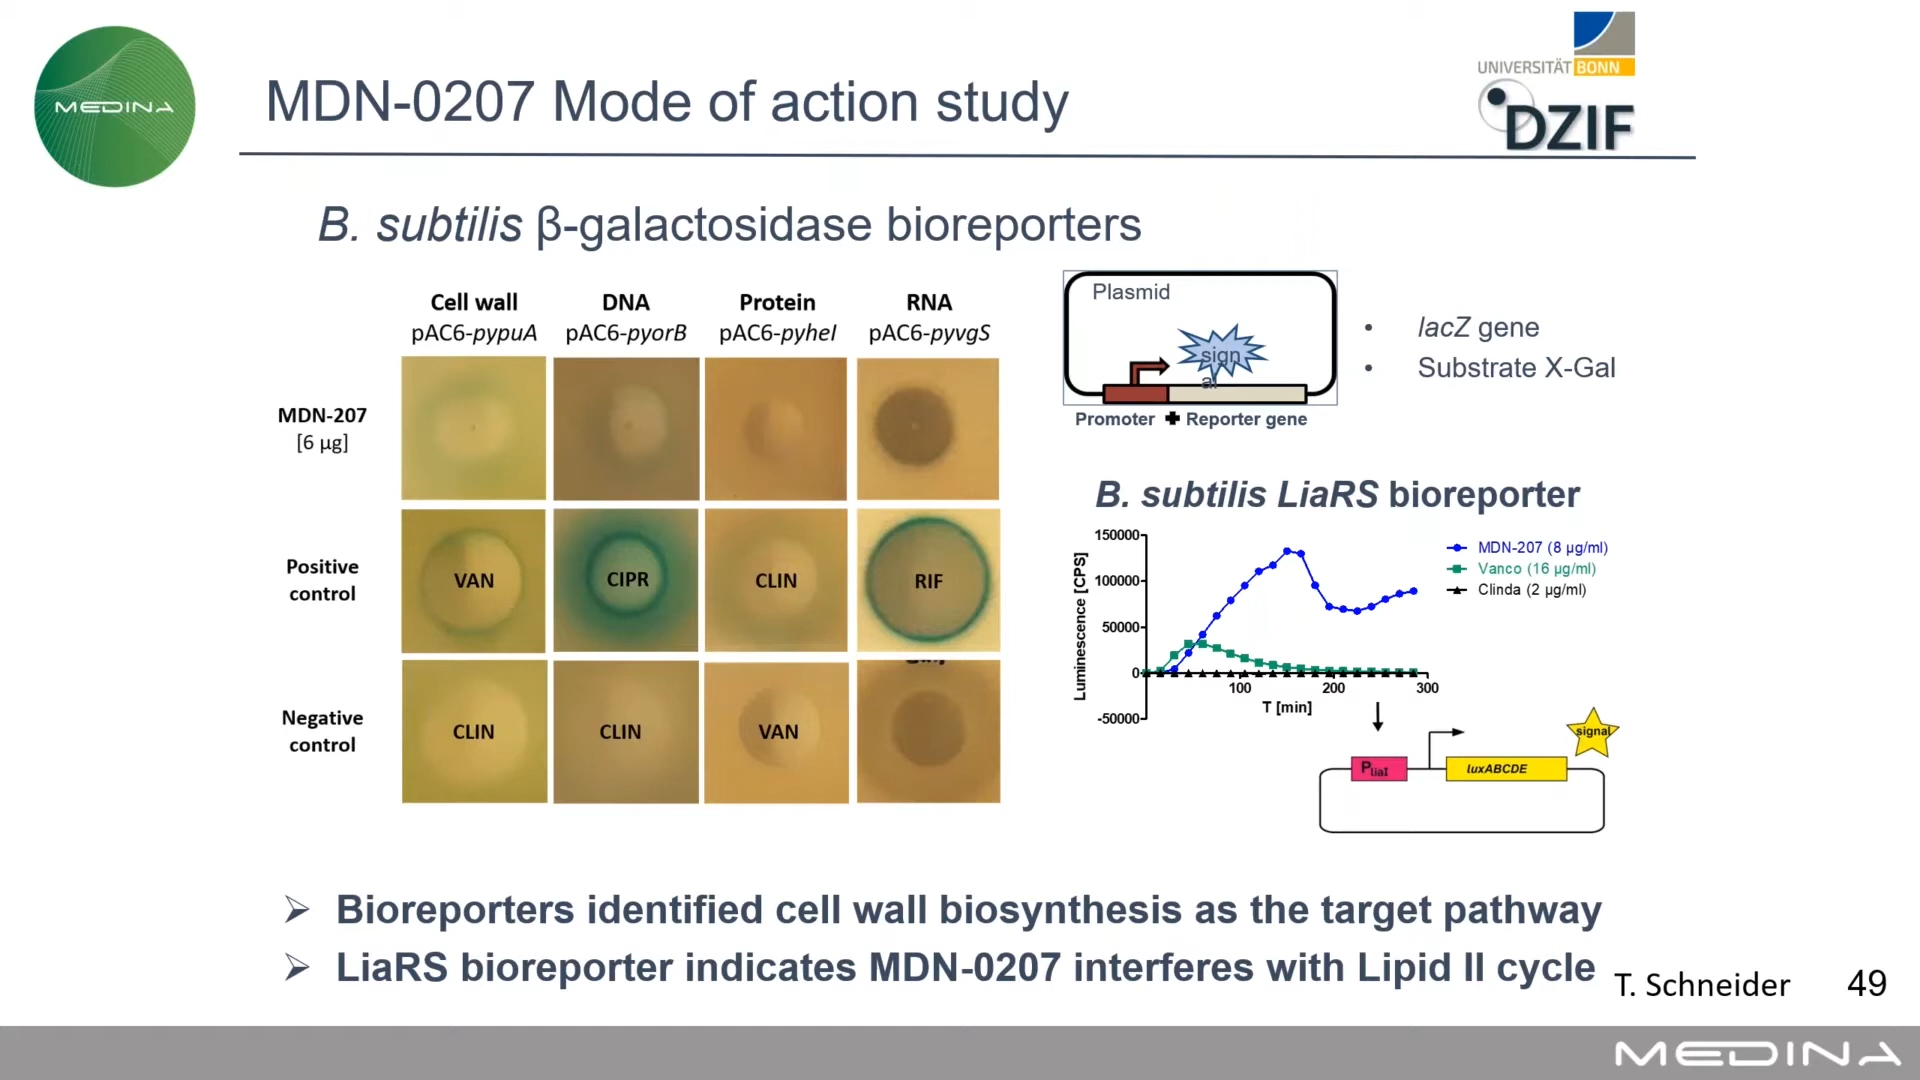 MEDINA
MDN-0207 Mode of action study
UNIVERSITÄT BONN
DZIF
B. subtilis β-galactosidase bioreporters
Cell wall
pAC6-pypuA
DNA
pAC6-pyorB
Protein
pAC6-pyheI
RNA
pAC6-pyvgS
MDN-207
[6 µg]
Positive
control
VAN
CIPR
CLIN
RIF
Negative
control
CLIN
CLIN
VAN
Plasmid
sign
al
Promoter + Reporter gene
• lacZ gene
• Substrate X-Gal
B. subtilis LiaRS bioreporter
Luminescence [CPS]
150000
100000
50000
0
-50000
100
200
300
T [min]
MDN-207 (8 µg/ml)
Vanco (16 µg/ml)
Clinda (2 µg/ml)
PliaI
luxABCDE
signal
➢ Bioreporters identified cell wall biosynthesis as the target pathway
➢ LiaRS bioreporter indicates MDN-0207 interferes with Lipid II cycle
T. Schneider
49
MEDINA